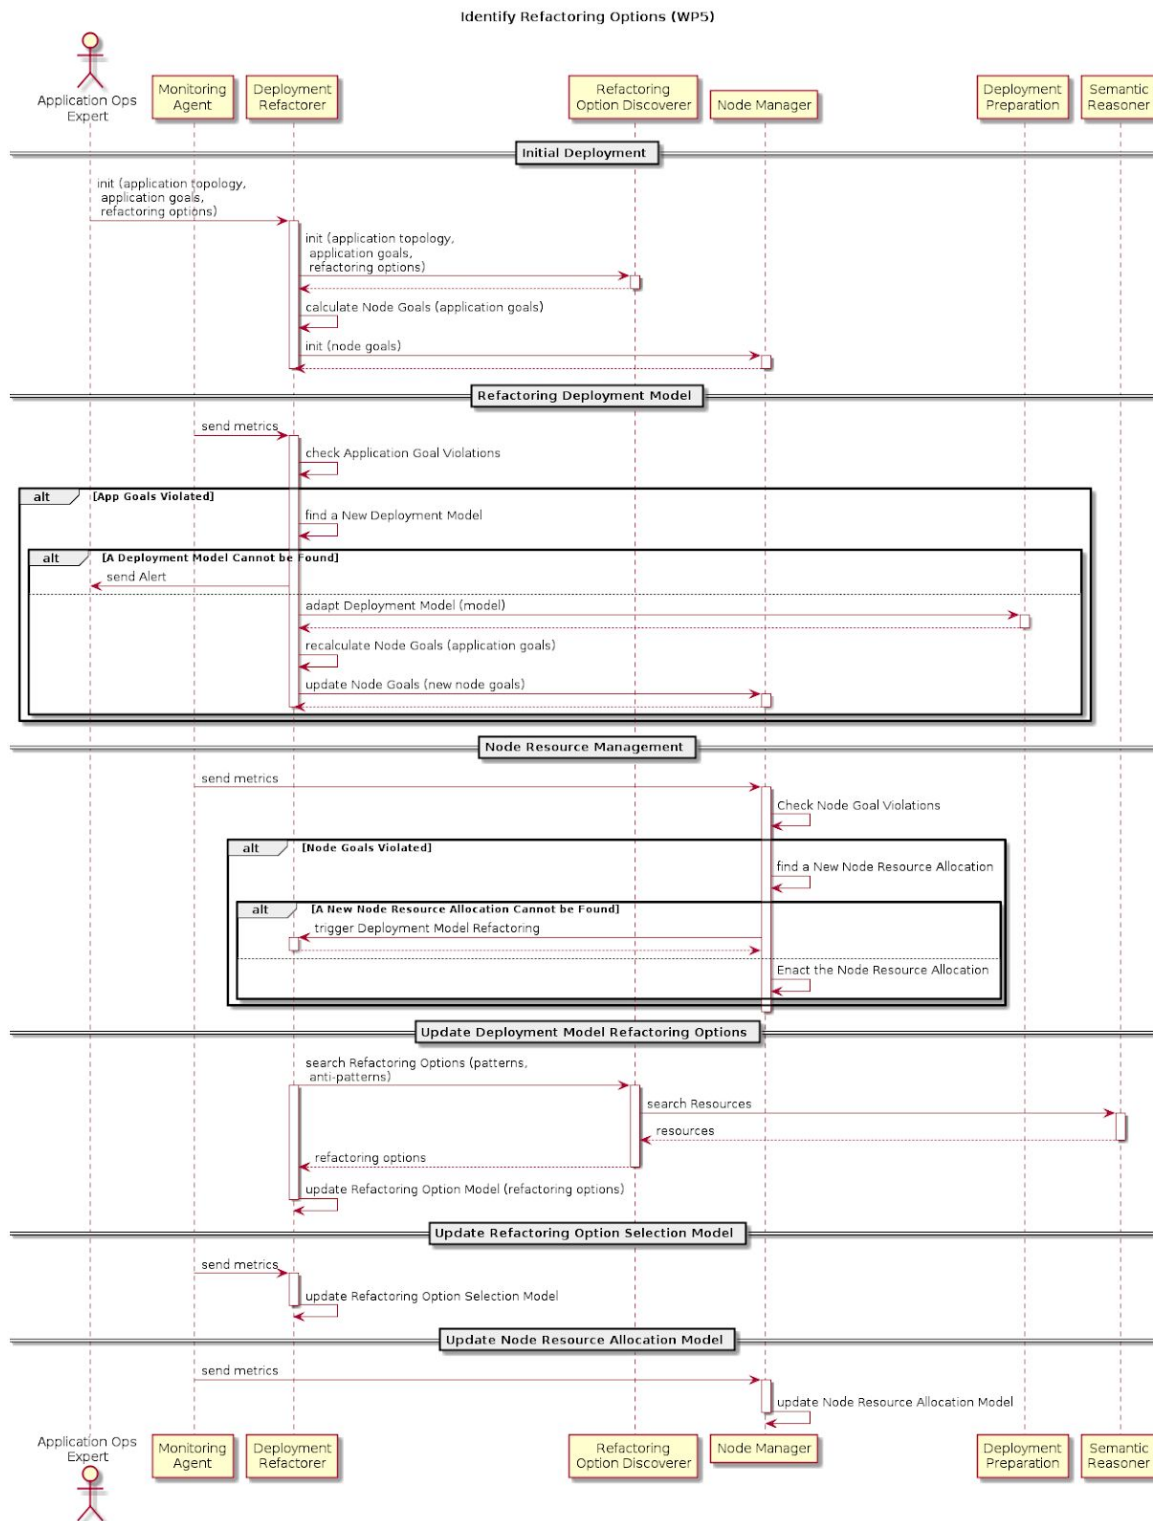 Identify Refactoring Options (WP5)
Application Ops
Expert
Monitoring
Agent
Deployment
Refactorer
Refactoring
Option Discoverer
Node Manager
Deployment
Preparation
Semantic
Reasoner
Initial Deployment
init (application topology,
application goals,
refactoring options)
init (application topology,
application goals,
refactoring options)
calculate Node Goals (application goals)
init (node goals)
Refactoring Deployment Model
send metrics
check Application Goal Violations
alt [App Goals Violated]
find a New Deployment Model
alt [A Deployment Model Cannot be Found]
send Alert
adapt Deployment Model (model)
recalculate Node Goals (application goals)
update Node Goals (new node goals)
Node Resource Management
send metrics
Check Node Goal Violations
alt [Node Goals Violated]
find a New Node Resource Allocation
alt [A New Node Resource Allocation Cannot be Found]
trigger Deployment Model Refactoring
Enact the Node Resource Allocation
Update Deployment Model Refactoring Options
search Refactoring Options (patterns,
anti-patterns)
search Resources
resources
refactoring options
update Refactoring Option Model (refactoring options)
Update Refactoring Option Selection Model
send metrics
update Refactoring Option Selection Model
Update Node Resource Allocation Model
send metrics
update Node Resource Allocation Model
Application Ops
Expert
Monitoring
Agent
Deployment
Refactorer
Refactoring
Option Discoverer
Node Manager
Deployment
Preparation
Semantic
Reasoner